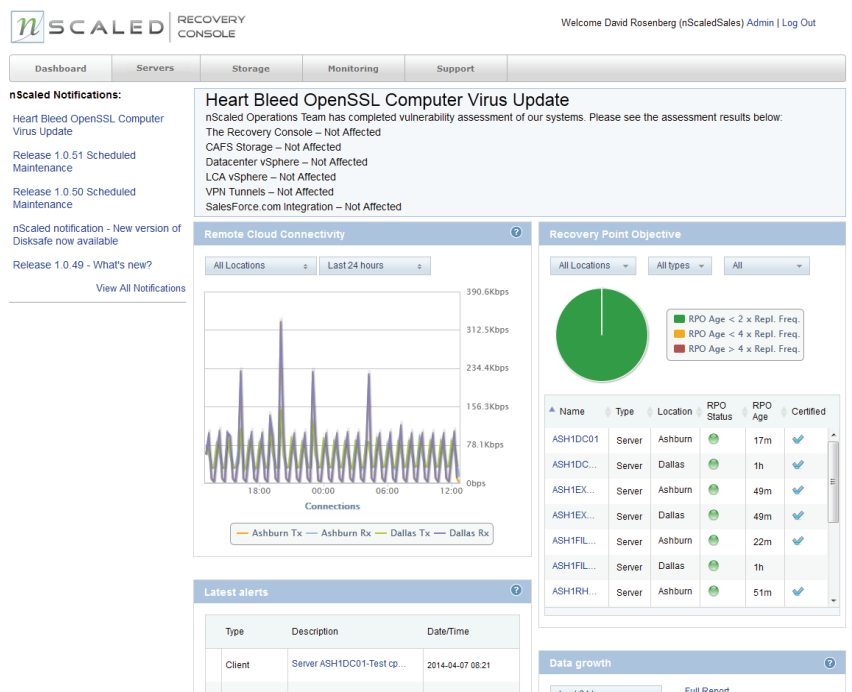 n SCALED RECOVERY
CONSOLE
Welcome David Rosenberg (nScaledSales) Admin | Log Out
Dashboard Servers Storage Monitoring Support
nScaled Notifications:
Heart Bleed OpenSSL Computer
Virus Update
Release 1.0.51 Scheduled
Maintenance
Release 1.0.50 Scheduled
Maintenance
nScaled notification - New version of
Disksafe now available
Release 1.0.49 - What's new?
View All Notifications
Heart Bleed OpenSSL Computer Virus Update
nScaled Operations Team has completed vulnerability assessment of our systems. Please see the assessment results below:
The Recovery Console – Not Affected
CAFS Storage – Not Affected
Datacenter vSphere – Not Affected
LCA vSphere – Not Affected
VPN Tunnels – Not Affected
SalesForce.com Integration – Not Affected
Remote Cloud Connectivity ?
All Locations Last 24 hours
390.6Kbps
312.5Kbps
234.4Kbps
156.3Kbps
78.1Kbps
0bps
18:00 00:00 06:00 12:00
Connections
Ashburn Tx Ashburn Rx Dallas Tx Dallas Rx
Latest alerts ?
Type Description Date/Time
Client Server ASH1DC01-Test cp... 2014-04-07 08:21
Recovery Point Objective
All Locations All types All
RPO Age < 2 x Repl. Freq.
RPO Age < 4 x Repl. Freq.
RPO Age > 4 x Repl. Freq.
Name Type Location RPO Status RPO Age Certified
ASH1DC01 Server Ashburn 17m
ASH1DC... Server Dallas 1h
ASH1EX... Server Ashburn 49m
ASH1EX... Server Dallas 49m
ASH1FIL... Server Ashburn 22m
ASH1FIL... Server Dallas 1h
ASH1RH... Server Ashburn 51m
Data growth ?
Full Report